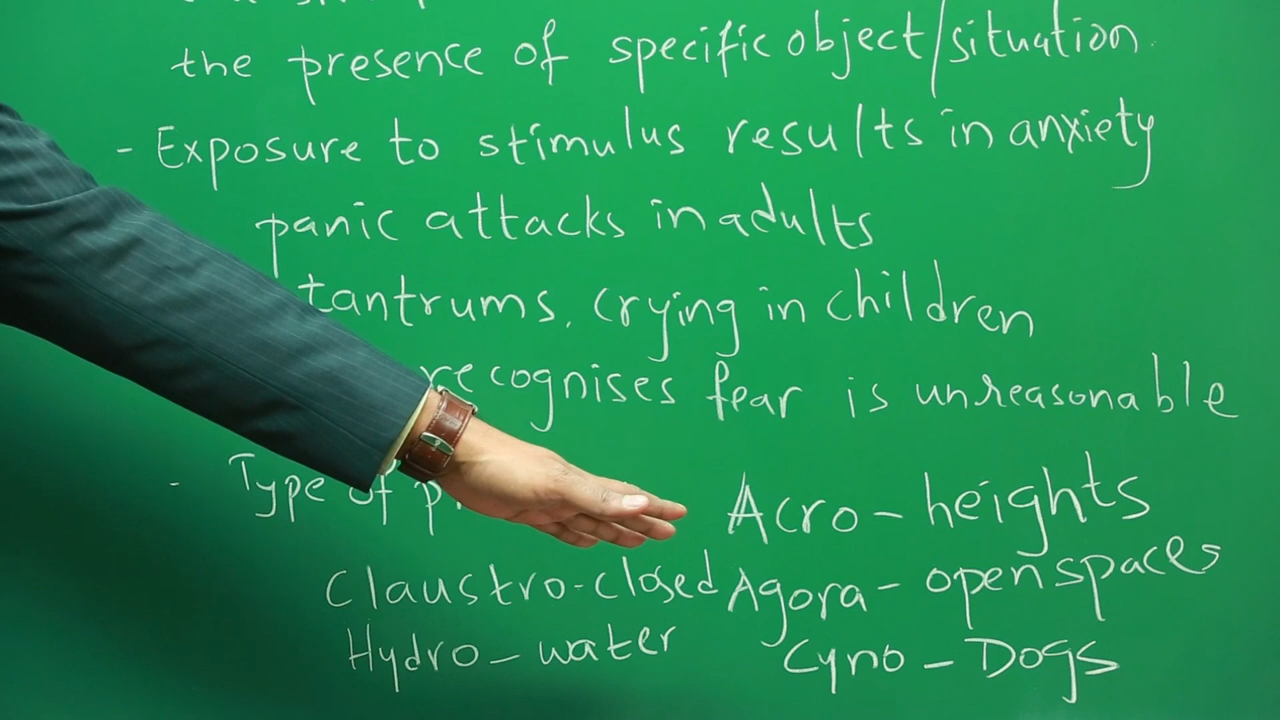 the presence of specific object/situation
- Exposure to stimulus results in anxiety
panic attacks in adults
tantrums, crying in children
recognises fear is unreasonable
- Type of p
Acro - heights
Claustro-closed Agora - open spaces
Hydro - water Cyno - Dogs